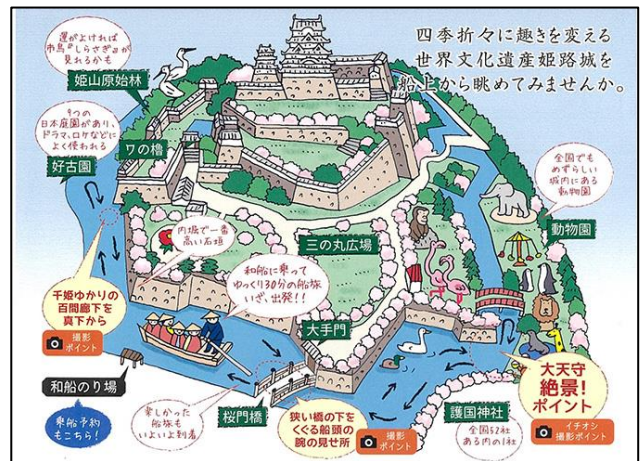 四季折々に趣きを変える
世界文化遺産姫路城を
船上から眺めてみませんか。
運がよければ
市鳥『しらさぎ』が
見れるかも
姫山原始林
9つの
日本庭園があり、
ドラマ、ロケなどに
よく使われる
好古園
ワの櫓
全国でも
めずらしい
城内にある
動物園
動物園
内堀で一番
高い石垣
三の丸広場
和船に乗って
ゆっくり30分の船旅
いざ、出発!!
千姫ゆかりの
百間廊下を
真下から
撮影
ポイント
大手門
和船のり場
乗船予約
もこちら!
楽しかった
船旅も
いよいよ到着
桜門橋
狭い橋の下を
くぐる船頭の
腕の見せ所
撮影
ポイント
護国神社
全国52社
ある内の1社
大天守
絶景!
ポイント
イチオシ
撮影ポイント